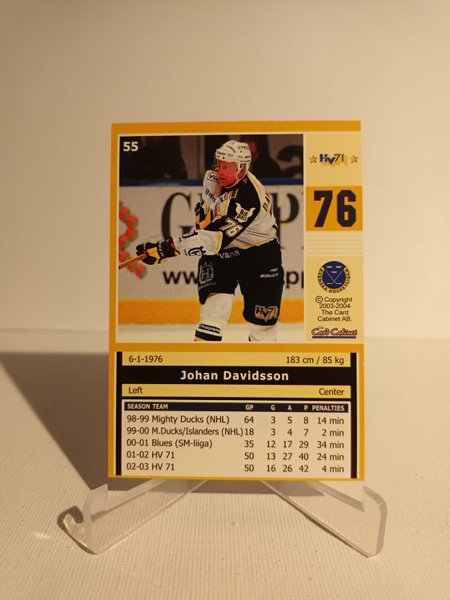 55
HV71
76
76
www.
HV71
© Copyright
2003-2004
The Card
Cabinet AB.
Card Cabinet
6-1-1976 183 cm / 85 kg
Johan Davidsson
Left Center
SEASON TEAM GP G A P PENALTIES
98-99 Mighty Ducks (NHL) 64 3 5 8 14 min
99-00 M.Ducks/Islanders (NHL) 18 3 4 7 2 min
00-01 Blues (SM-liiga) 35 12 17 29 34 min
01-02 HV 71 50 13 27 40 24 min
02-03 HV 71 50 16 26 42 4 min